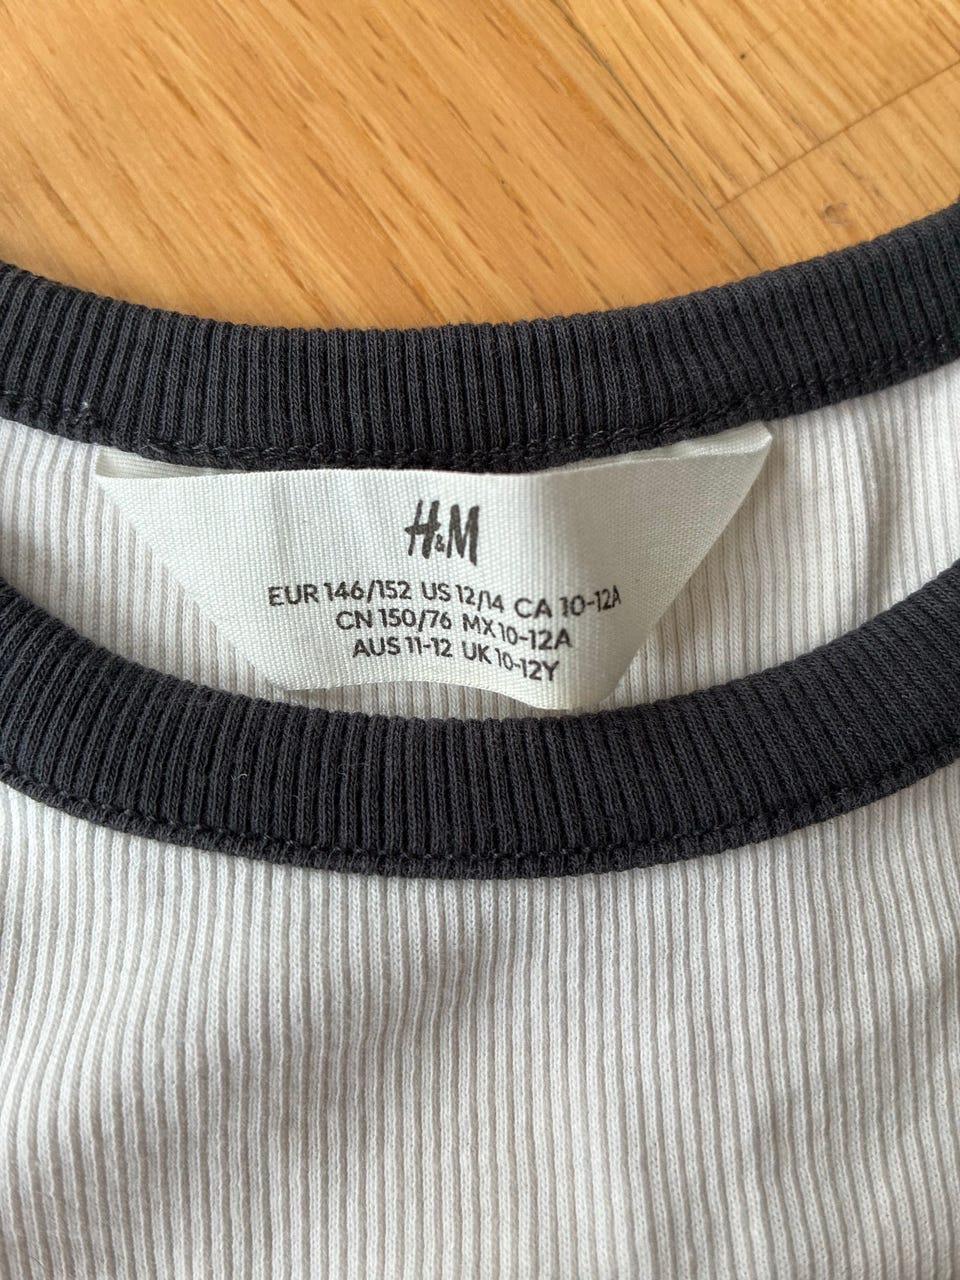 H&M
EUR 146/152 US 12/14 CA 10-12A
CN 150/76 MX 10-12A
AUS 11-12 UK 10-12Y